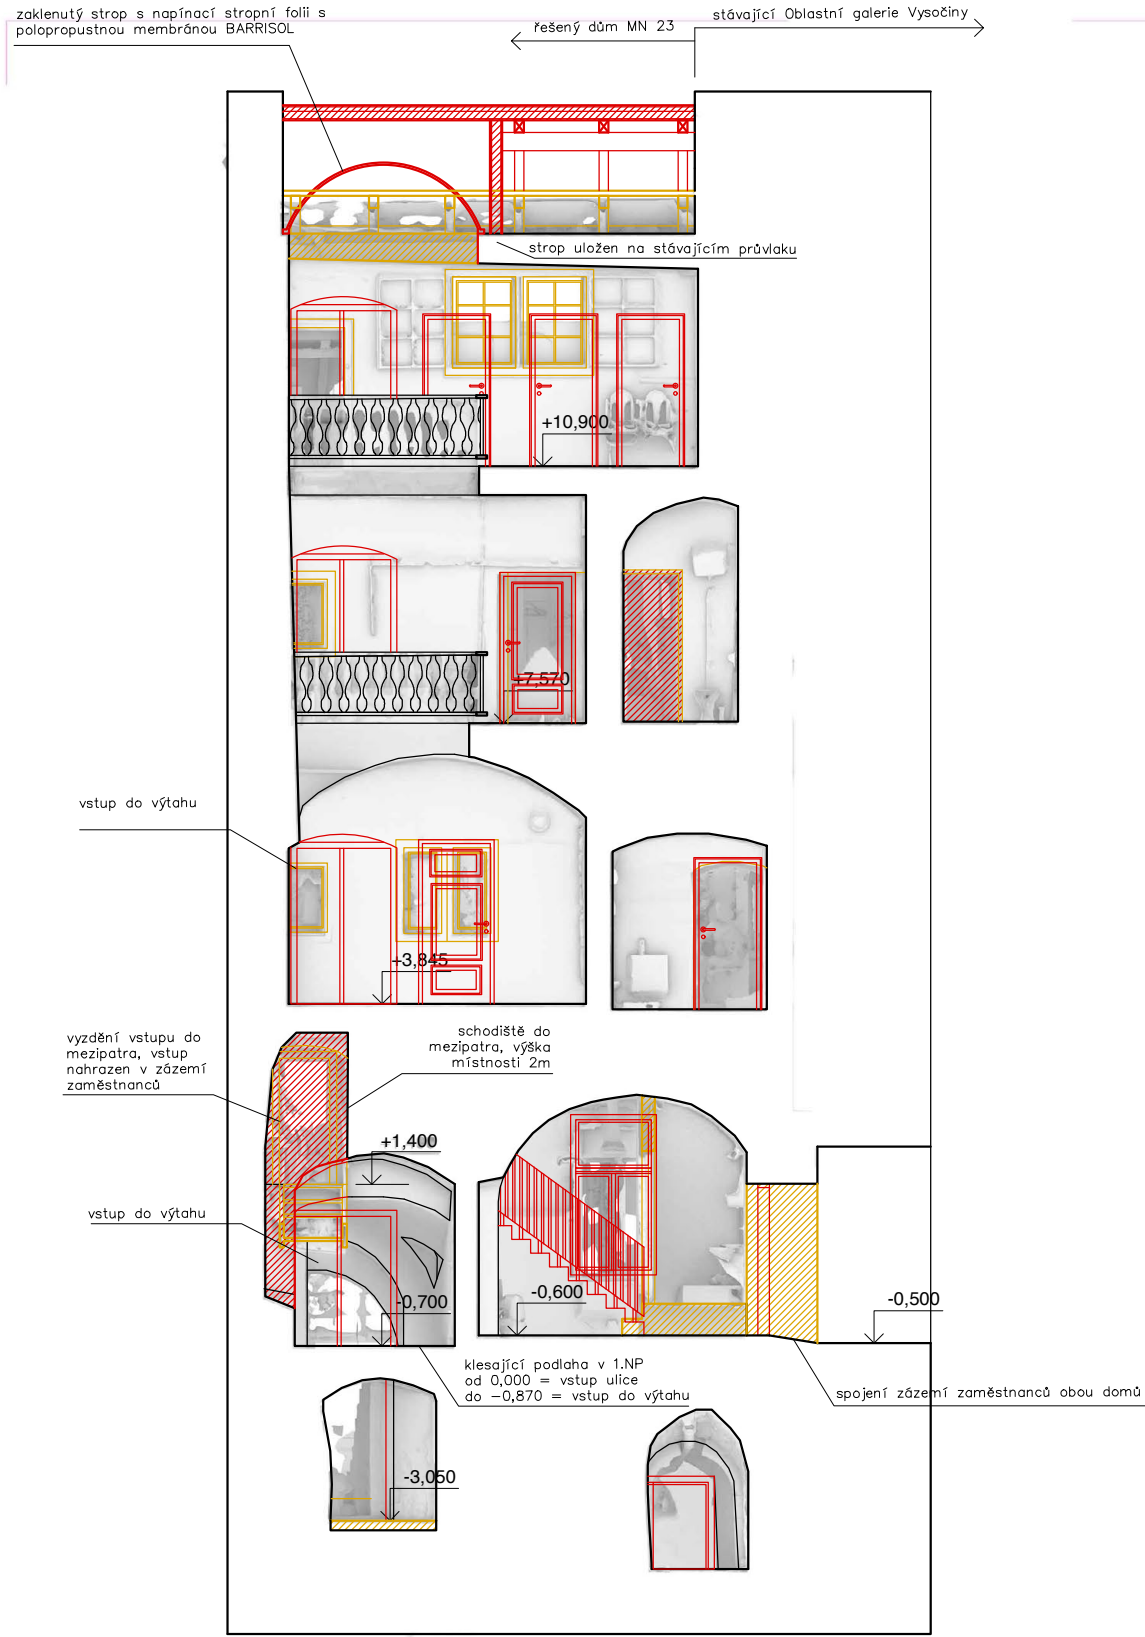 zaklenutý strop s napínací stropní folii s
polopropustnou membránou BARRISOL
řešený dům MN 23
stávající Oblastní galerie Vysočiny
strop uložen na stávajícím průvlaku
+10,900
+7,570
vstup do výtahu
+3,845
vyzdění vstupu do
mezipatra, vstup
nahrazen v zázemí
zaměstnanců
schodiště do
mezipatra, výška
místnosti 2m
+1,400
vstup do výtahu
-0,700
-0,600
-0,500
klesající podlaha v 1.NP
od 0,000 = vstup ulice
do -0,870 = vstup do výtahu
spojení zázemí zaměstnanců obou domů
-3,050